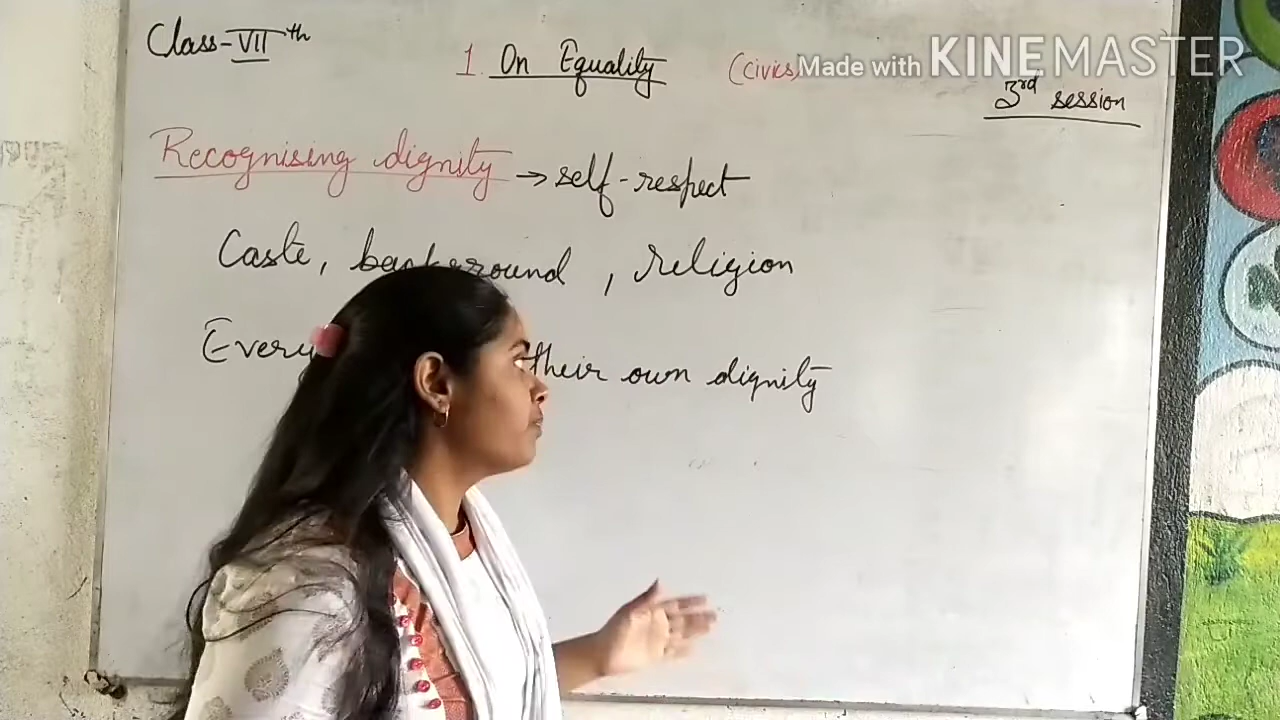 Class-VIIth
1. On Equality (civics)
Made with KINEMASTER
3rd session
Recognising dignity → self-respect
Caste, background, religion
Every their own dignity